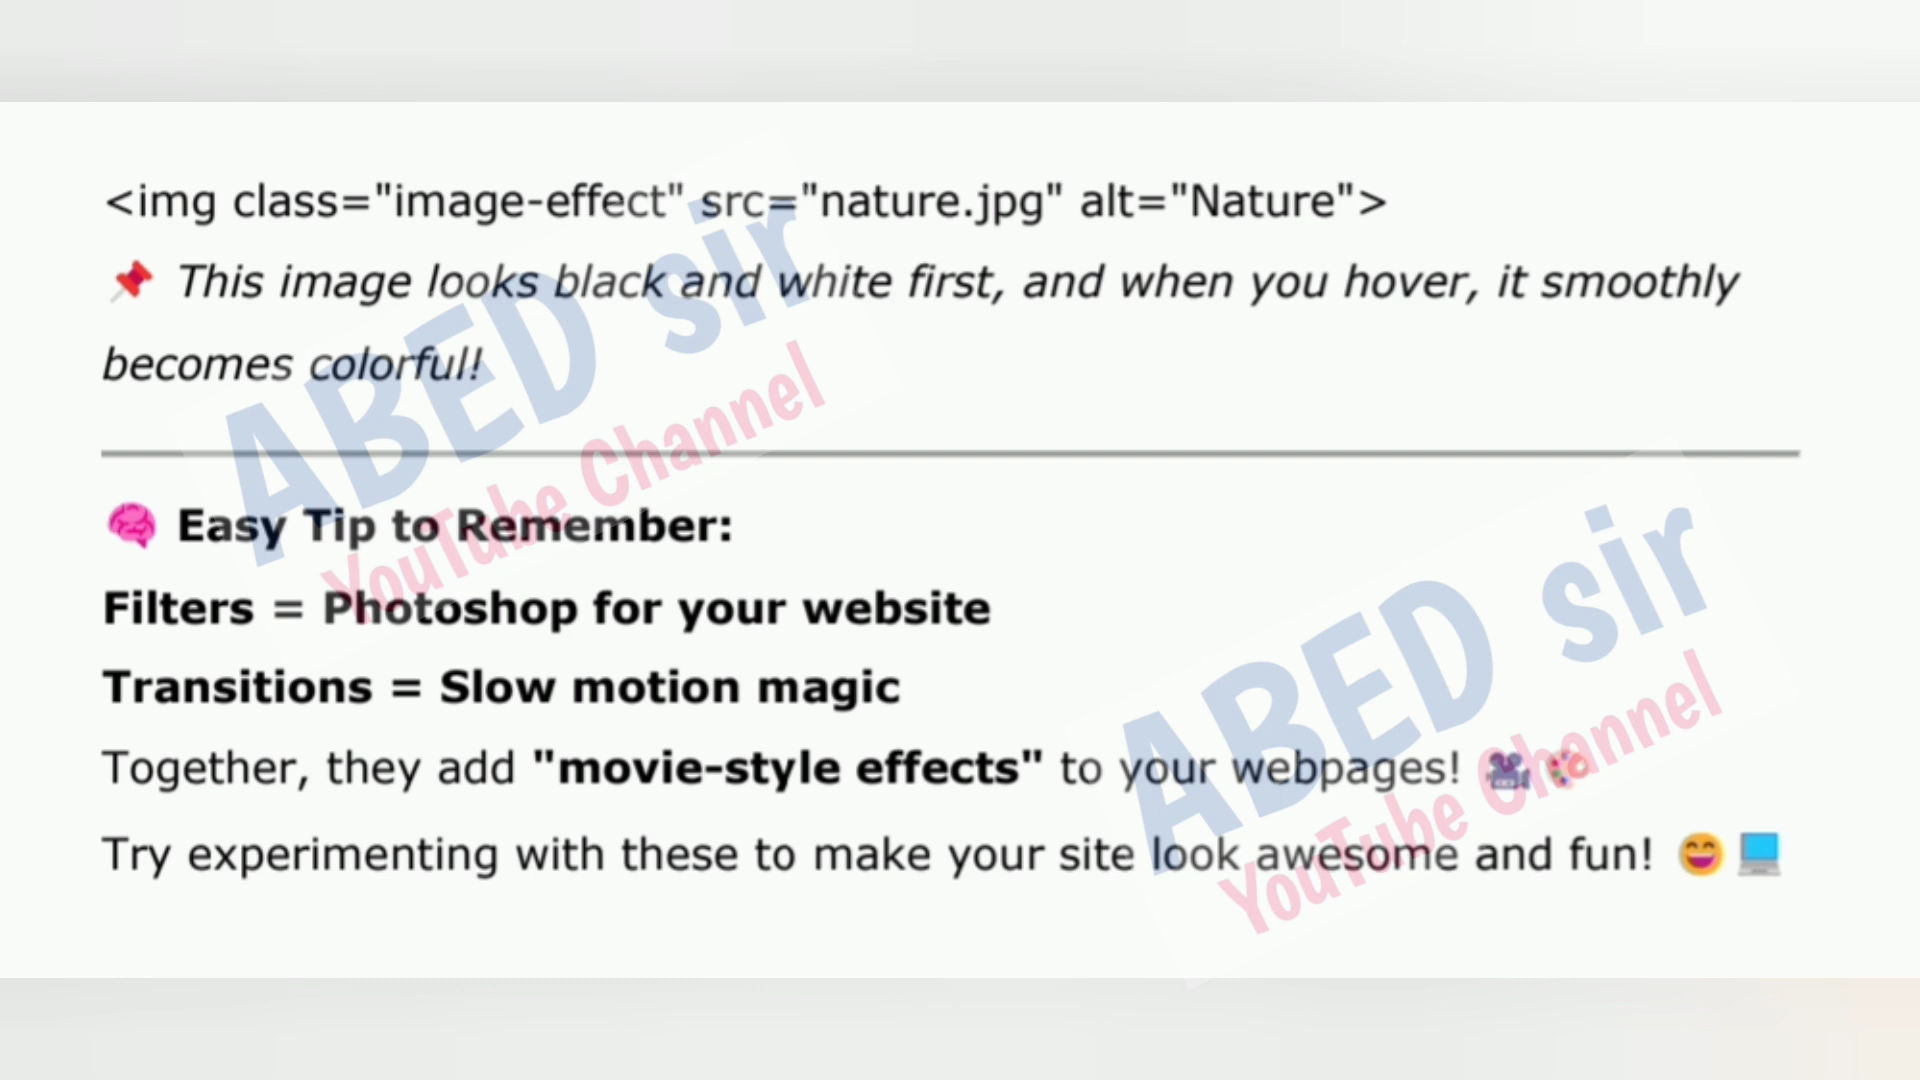 <img class="image-effect" src="nature.jpg" alt="Nature">
📌 This image looks black and white first, and when you hover, it smoothly
becomes colorful!
🧠 Easy Tip to Remember:
Filters = Photoshop for your website
Transitions = Slow motion magic
Together, they add "movie-style effects" to your webpages! 🎥🎨
Try experimenting with these to make your site look awesome and fun! 😄💻
ABED sir
YouTube Channel
ABED sir
YouTube Channel